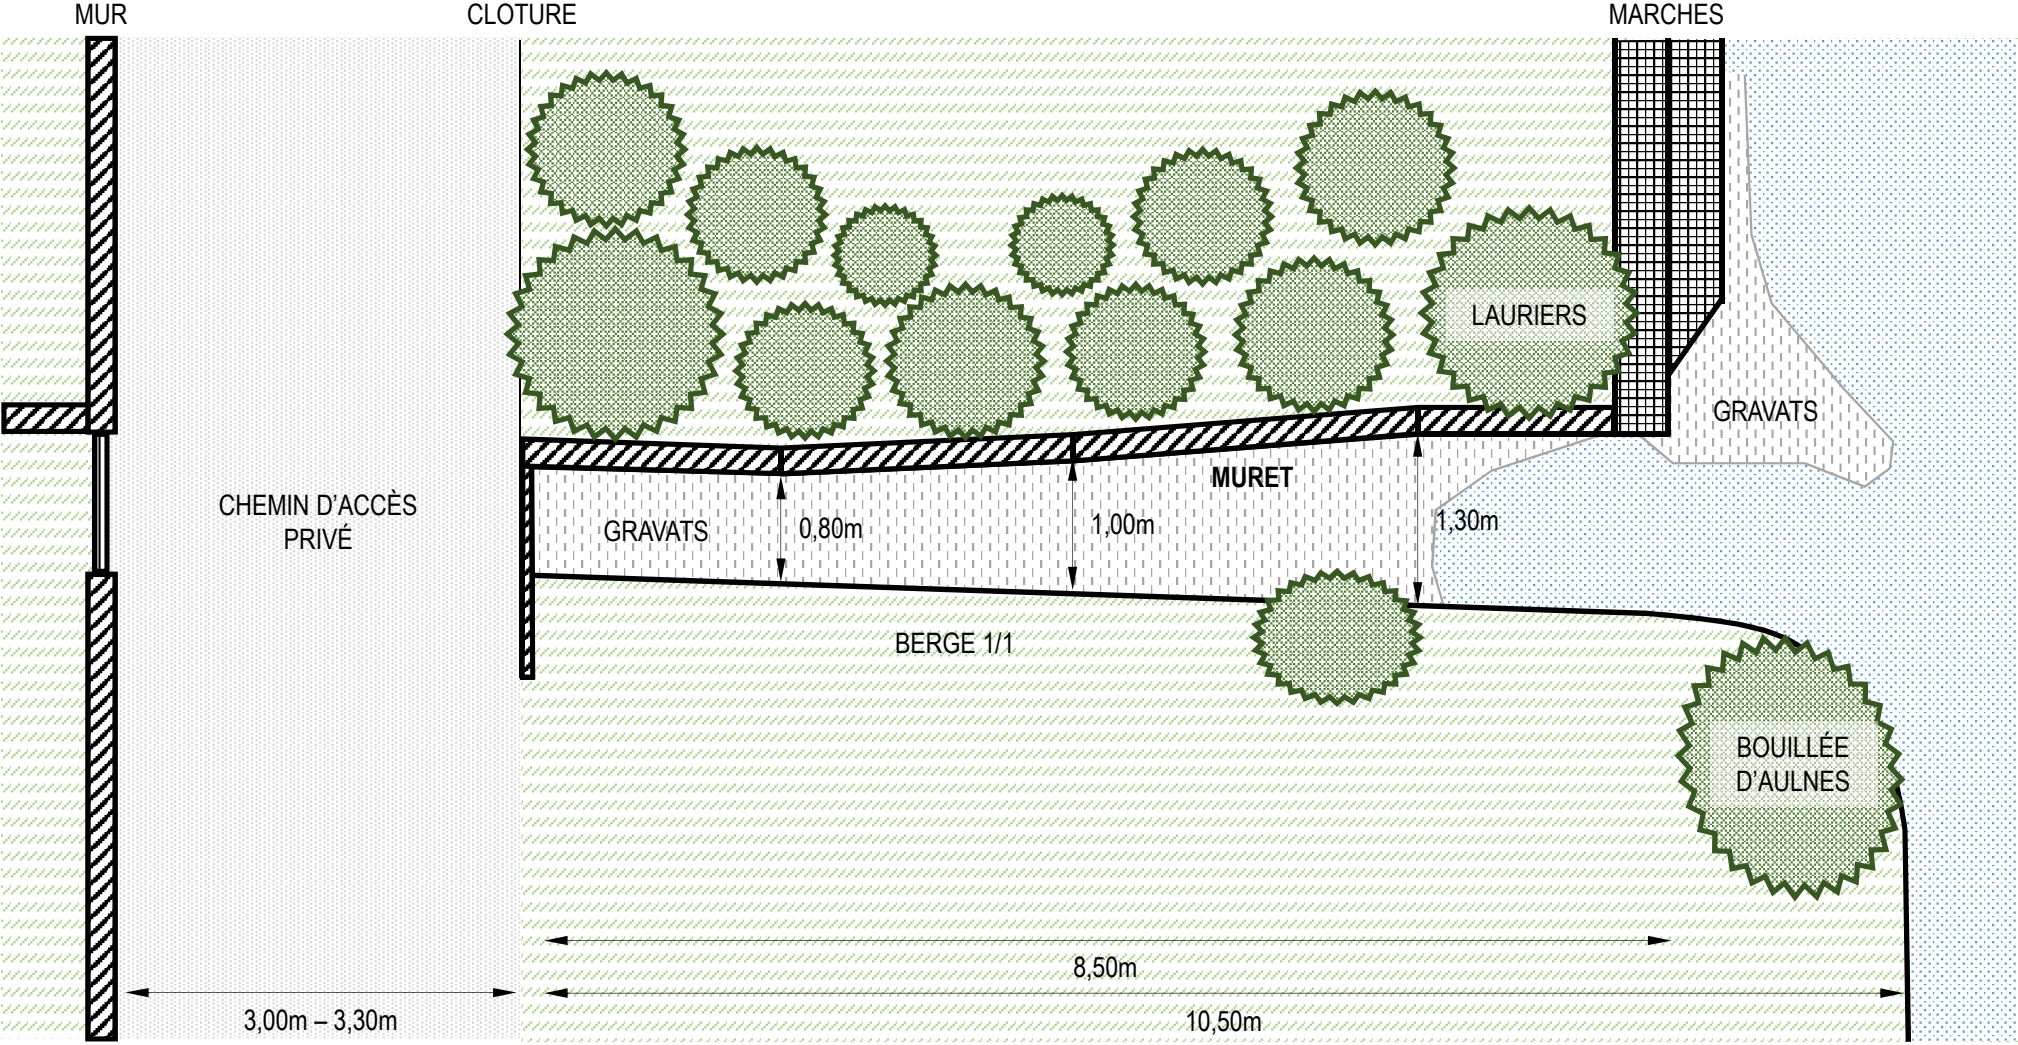 MUR
CLOTURE
MARCHES
LAURIERS
GRAVATS
MURET
CHEMIN D'ACCÈS
PRIVÉ
GRAVATS
0,80m
1,00m
1,30m
BERGE 1/1
BOUILLÉE
D'AULNES
8,50m
3,00m – 3,30m
10,50m